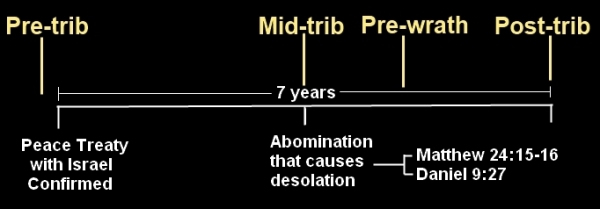 Pre-trib Mid-trib Pre-wrath Post-trib
7 years
Peace Treaty
with Israel
Confirmed
Abomination
that causes
desolation
Matthew 24:15-16
Daniel 9:27